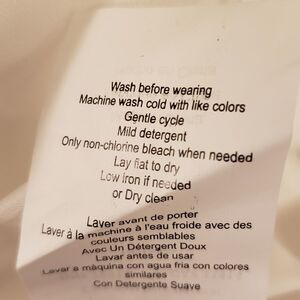 Wash before wearing
Machine wash cold with like colors
Gentle cycle
Mild detergent
Only non-chlorine bleach when needed
Lay flat to dry
Low iron if needed
or Dry clean
Laver avant de porter
Laver à la machine à l'eau froide avec des
couleurs semblables
Avec Un Détergent Doux
Lavar antes de usar
Lavar a máquina con agua fria con colores
similares
Con Detergente Suave